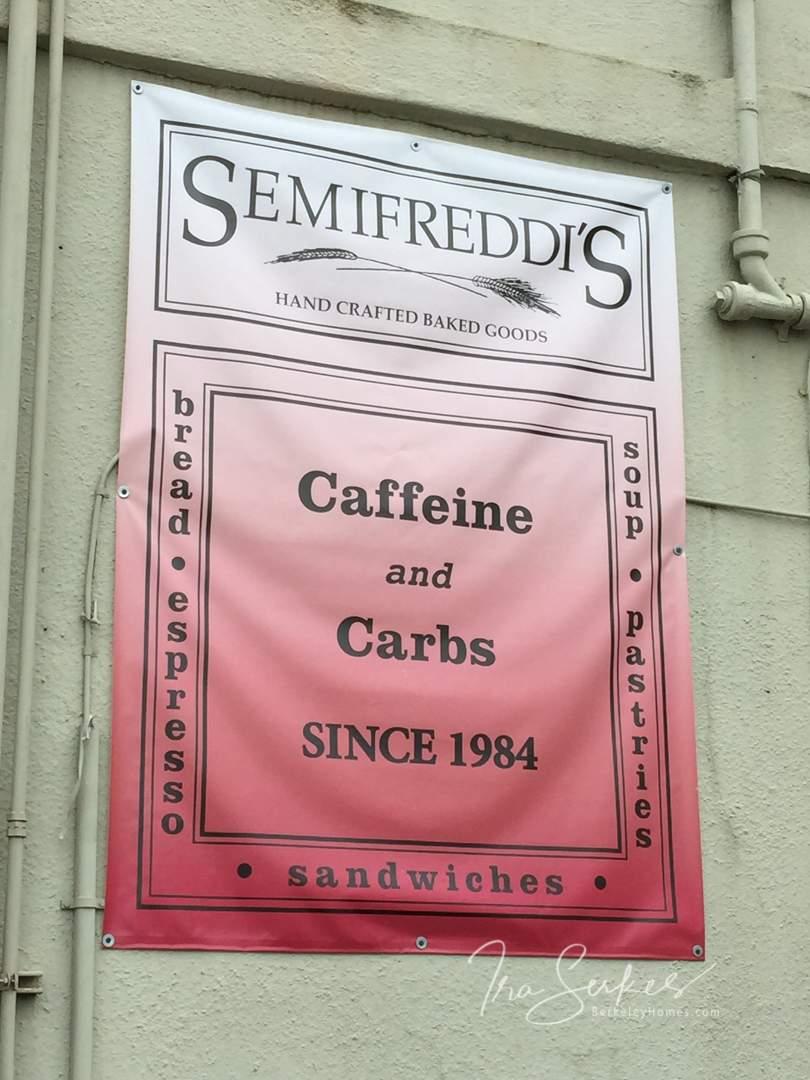 SEMIFREDDI'S
HAND CRAFTED BAKED GOODS
bread • espresso
Caffeine
and
Carbs
SINCE 1984
soup • pastries
• sandwiches •
Ira Serkes
BerkeleyHomes.com